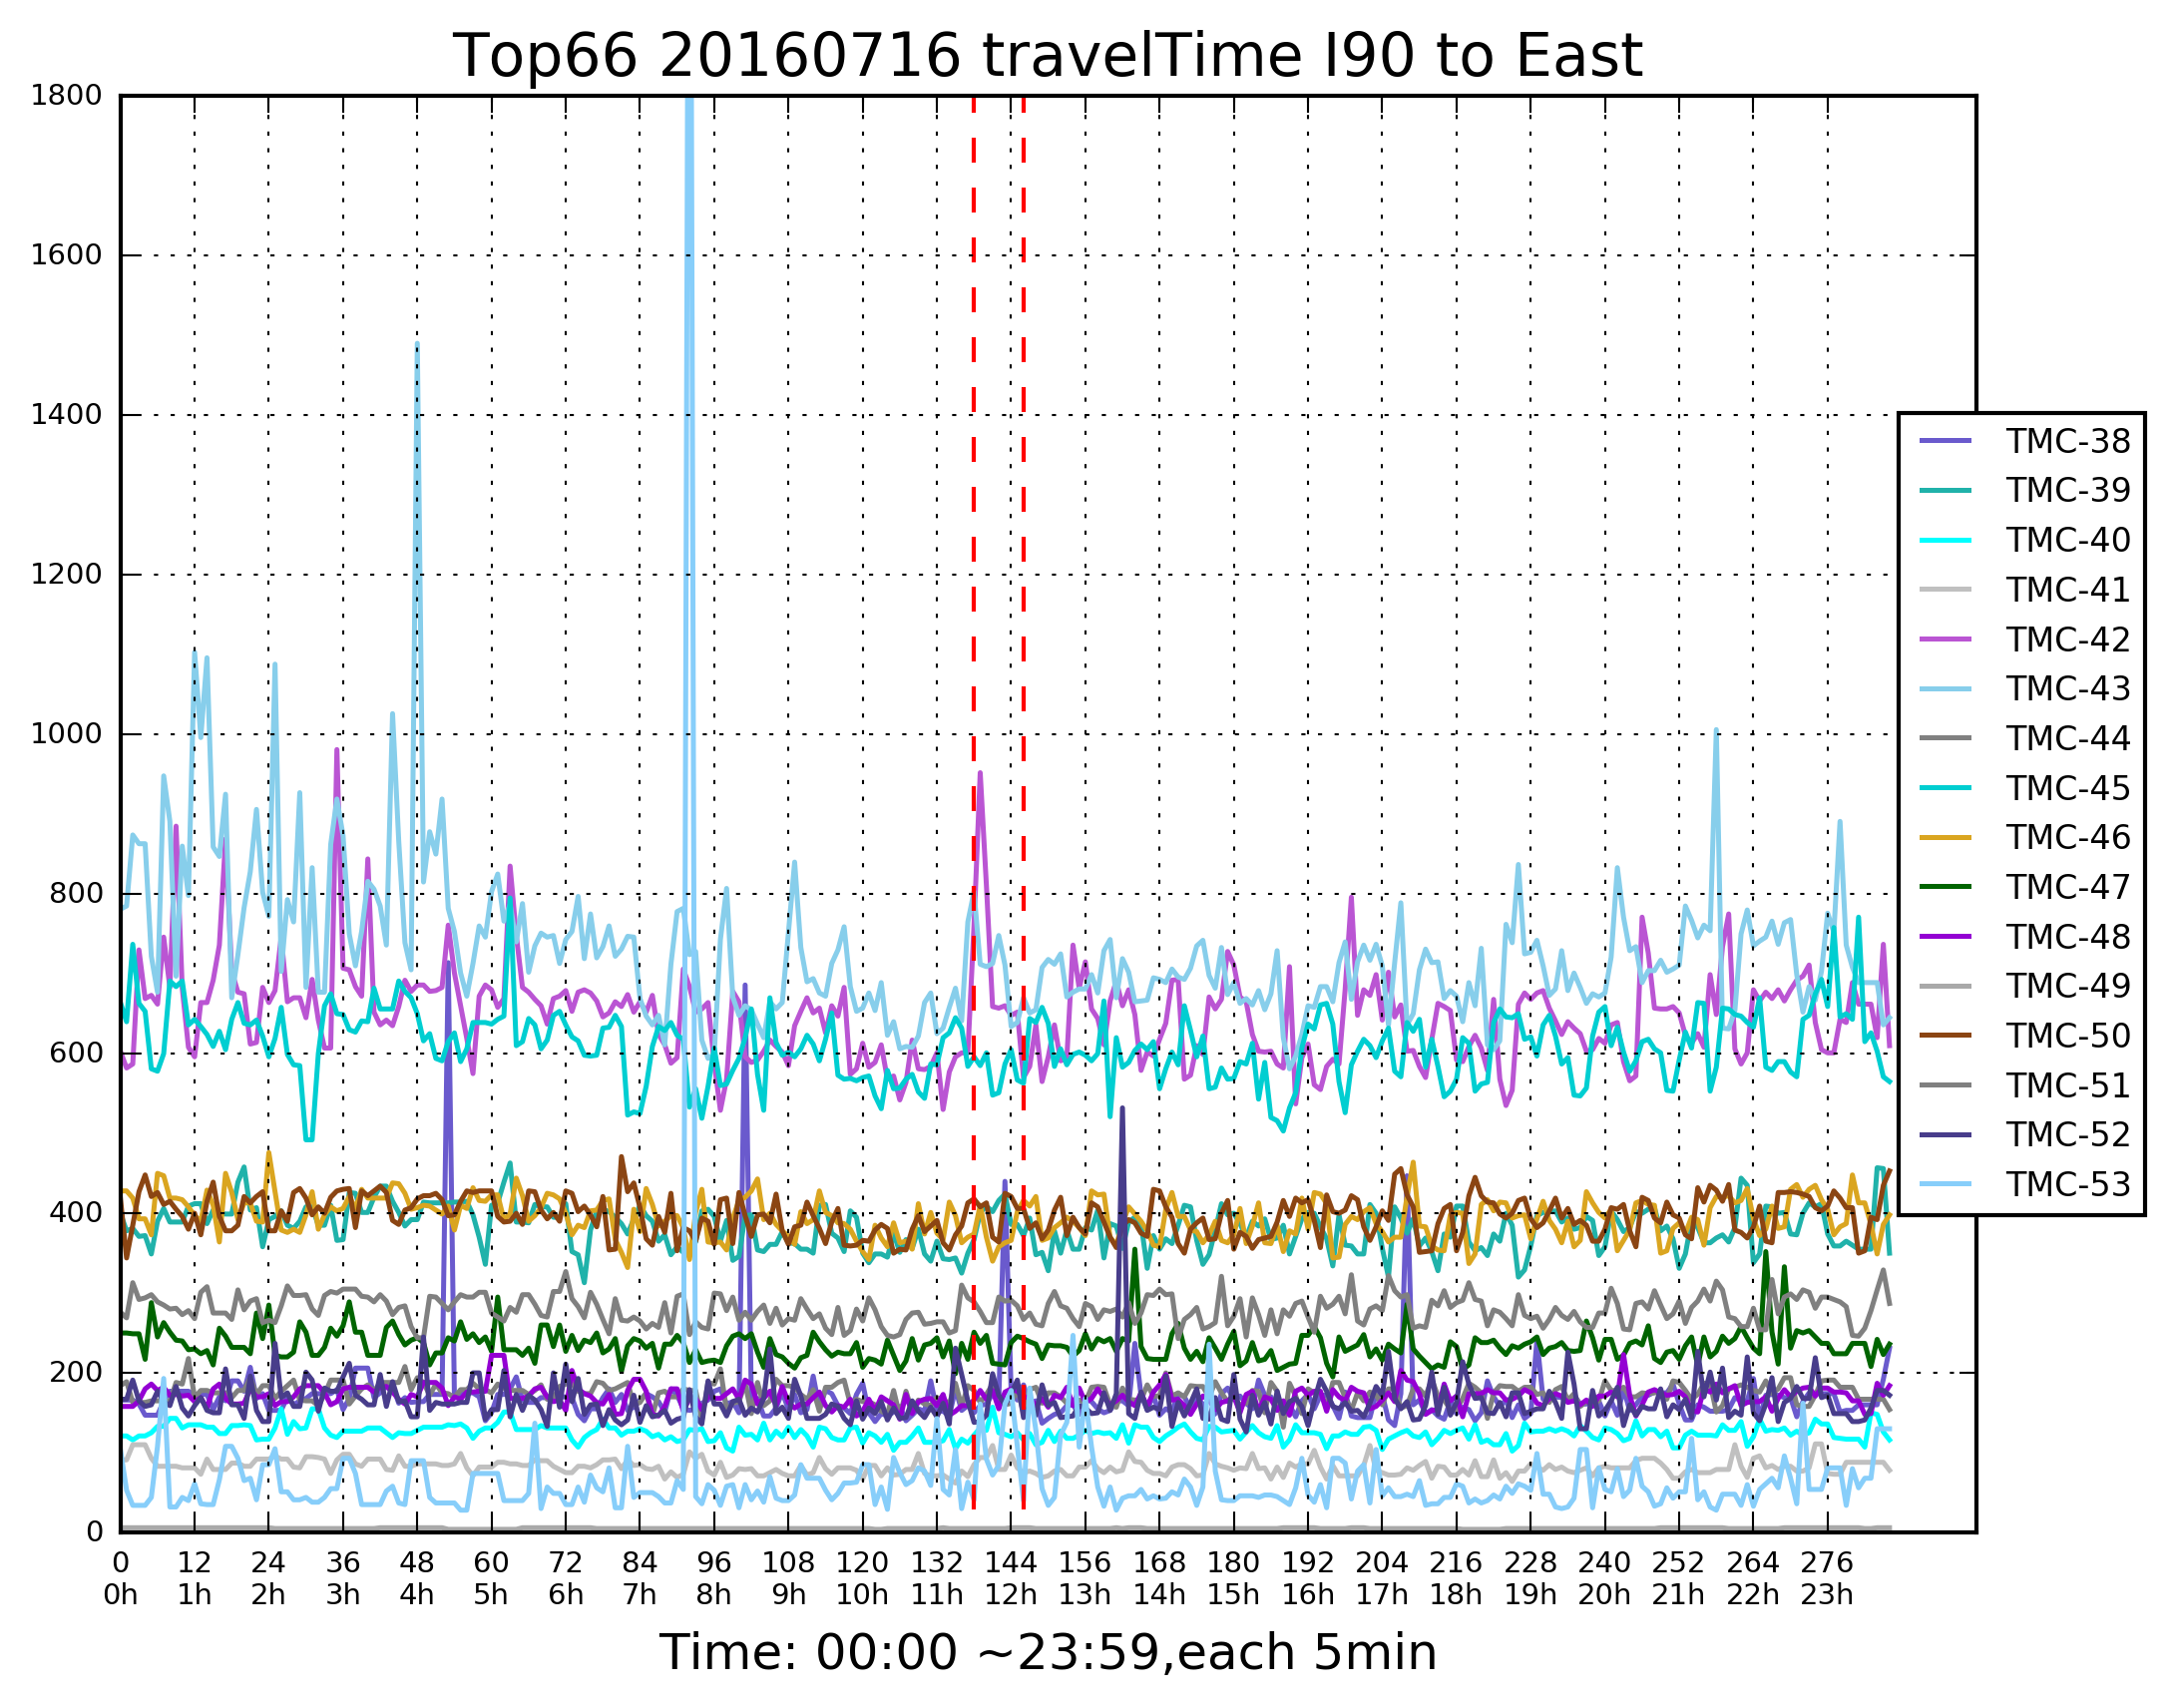 Top66 20160716 travelTime I90 to East
1800
1600
1400
1200
1000
800
600
400
200
0
TMC-38
TMC-39
TMC-40
TMC-41
TMC-42
TMC-43
TMC-44
TMC-45
TMC-46
TMC-47
TMC-48
TMC-49
TMC-50
TMC-51
TMC-52
TMC-53
0 12 24 36 48 60 72 84 96 108 120 132 144 156 168 180 192 204 216 228 240 252 264 276
0h 1h 2h 3h 4h 5h 6h 7h 8h 9h 10h 11h 12h 13h 14h 15h 16h 17h 18h 19h 20h 21h 22h 23h
Time: 00:00 ~23:59,each 5min